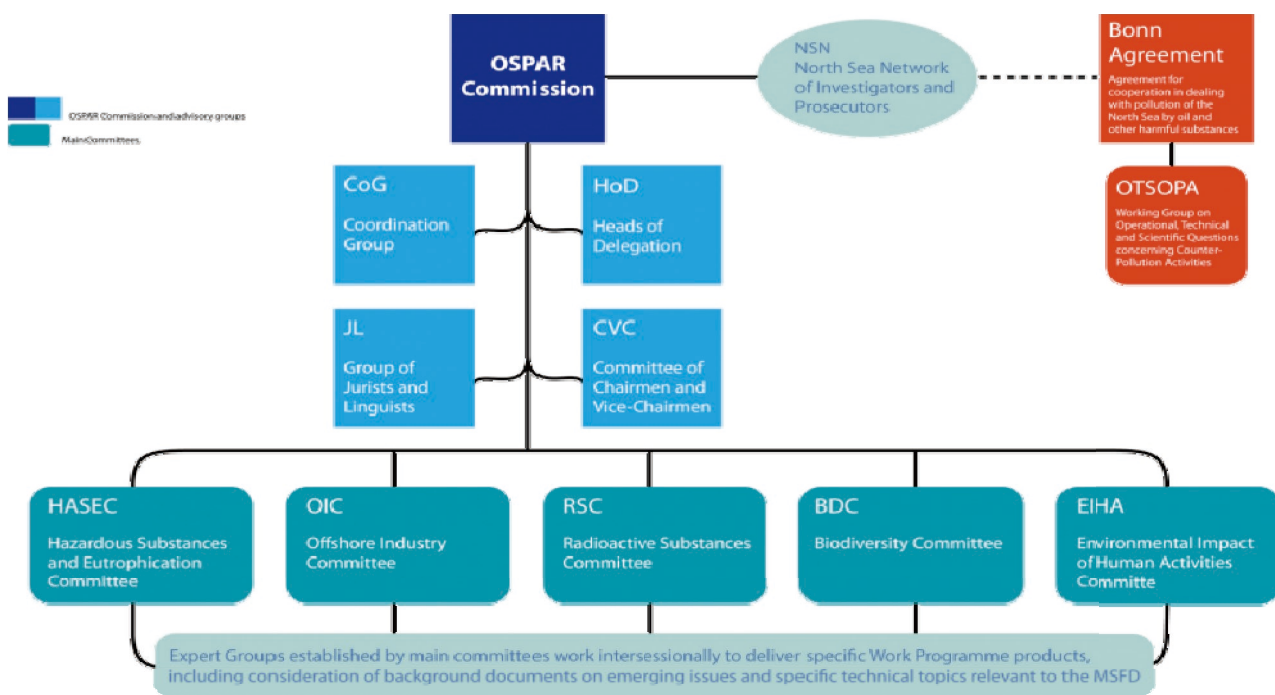 OSPAR
Commission
NSN
North Sea Network
of Investigators and
Prosecutors
Bonn
Agreement
Agreement for
cooperation in dealing
with pollution of the
North Sea by oil and
other harmful substances
OSPAR Commission and advisory groups
Main Committees
CoG
Coordination
Group
HoD
Heads of
Delegation
OTSOPA
Working Group on
Operational, Technical
and Scientific Questions
concerning Counter-
Pollution Activities
JL
Group of
Jurists and
Linguists
CVC
Committee of
Chairmen and
Vice-Chairmen
HASEC
Hazardous Substances
and Eutrophication
Committee
OIC
Offshore Industry
Committee
RSC
Radioactive Substances
Committee
BDC
Biodiversity Committee
EIHA
Environmental Impact
of Human Activities
Committe
Expert Groups established by main committees work intersessionally to deliver specific Work Programme products,
including consideration of background documents on emerging issues and specific technical topics relevant to the MSFD